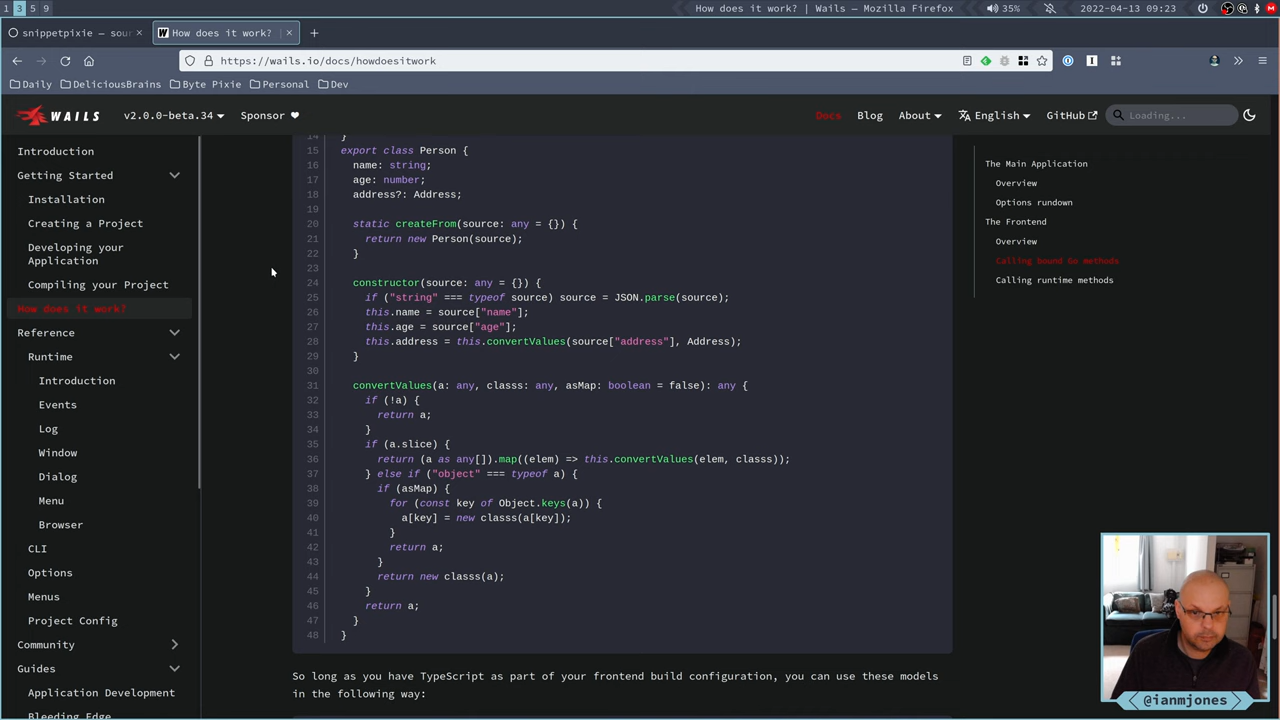 1 3 5 9
How does it work? | Wails — Mozilla Firefox
35%
2022-04-13 09:23
snippetpixie — sour
How does it work? | Wails
https://wails.io/docs/howdoesitwork
Daily DeliciousBrains Byte Pixie Personal Dev
WAILS
v2.0.0-beta.34
Sponsor
Docs
Blog
About
English
GitHub
Loading...
Introduction
Getting Started
Installation
Creating a Project
Developing your
Application
Compiling your Project
How does it work?
Reference
Runtime
Introduction
Events
Log
Window
Dialog
Menu
Browser
CLI
Options
Menus
Project Config
Community
Guides
Application Development
Bleeding Edge
14 }
15 export class Person {
16 name: string;
17 age: number;
18 address?: Address;
19
20 static createFrom(source: any = {}) {
21 return new Person(source);
22 }
23
24 constructor(source: any = {}) {
25 if ("string" === typeof source) source = JSON.parse(source);
26 this.name = source["name"];
27 this.age = source["age"];
28 this.address = this.convertValues(source["address"], Address);
29 }
30
31 convertValues(a: any, classs: any, asMap: boolean = false): any {
32 if (!a) {
33 return a;
34 }
35 if (a.slice) {
36 return (a as any[]).map((elem) => this.convertValues(elem, classs));
37 } else if ("object" === typeof a) {
38 if (asMap) {
39 for (const key of Object.keys(a)) {
40 a[key] = new classs(a[key]);
41 }
42 return a;
43 }
44 return new classs(a);
45 }
46 return a;
47 }
48 }
So long as you have TypeScript as part of your frontend build configuration, you can use these models
in the following way:
The Main Application
Overview
Options rundown
The Frontend
Overview
Calling bound Go methods
Calling runtime methods
@ianmjones